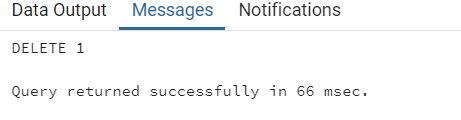 Data Output Messages Notifications
DELETE 1
Query returned successfully in 66 msec.